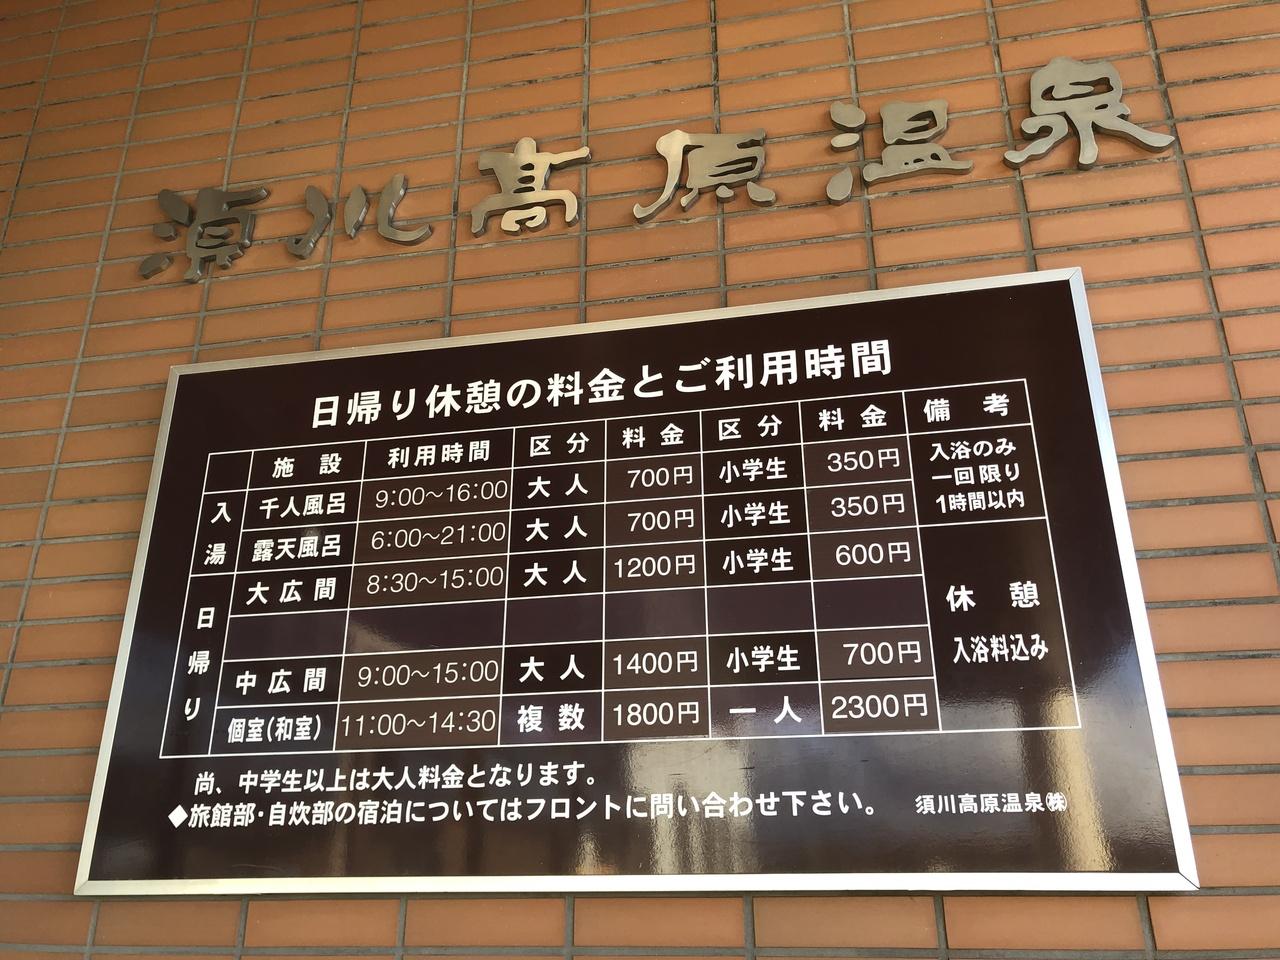 須川高原温泉
日帰り休憩の料金とご利用時間
施設 利用時間 区分 料金 区分 料金 備考
入湯 千人風呂 9:00〜16:00 大人 700円 小学生 350円 入浴のみ 一回限り 1時間以内
露天風呂 6:00〜21:00 大人 700円 小学生 350円
日帰り 大広間 8:30〜15:00 大人 1200円 小学生 600円 休憩 入浴料込み
中広間 9:00〜15:00 大人 1400円 小学生 700円
個室(和室) 11:00〜14:30 複数 1800円 一人 2300円
尚、中学生以上は大人料金となります。
◆旅館部・自炊部の宿泊についてはフロントに問い合わせ下さい。 須川高原温泉㈱